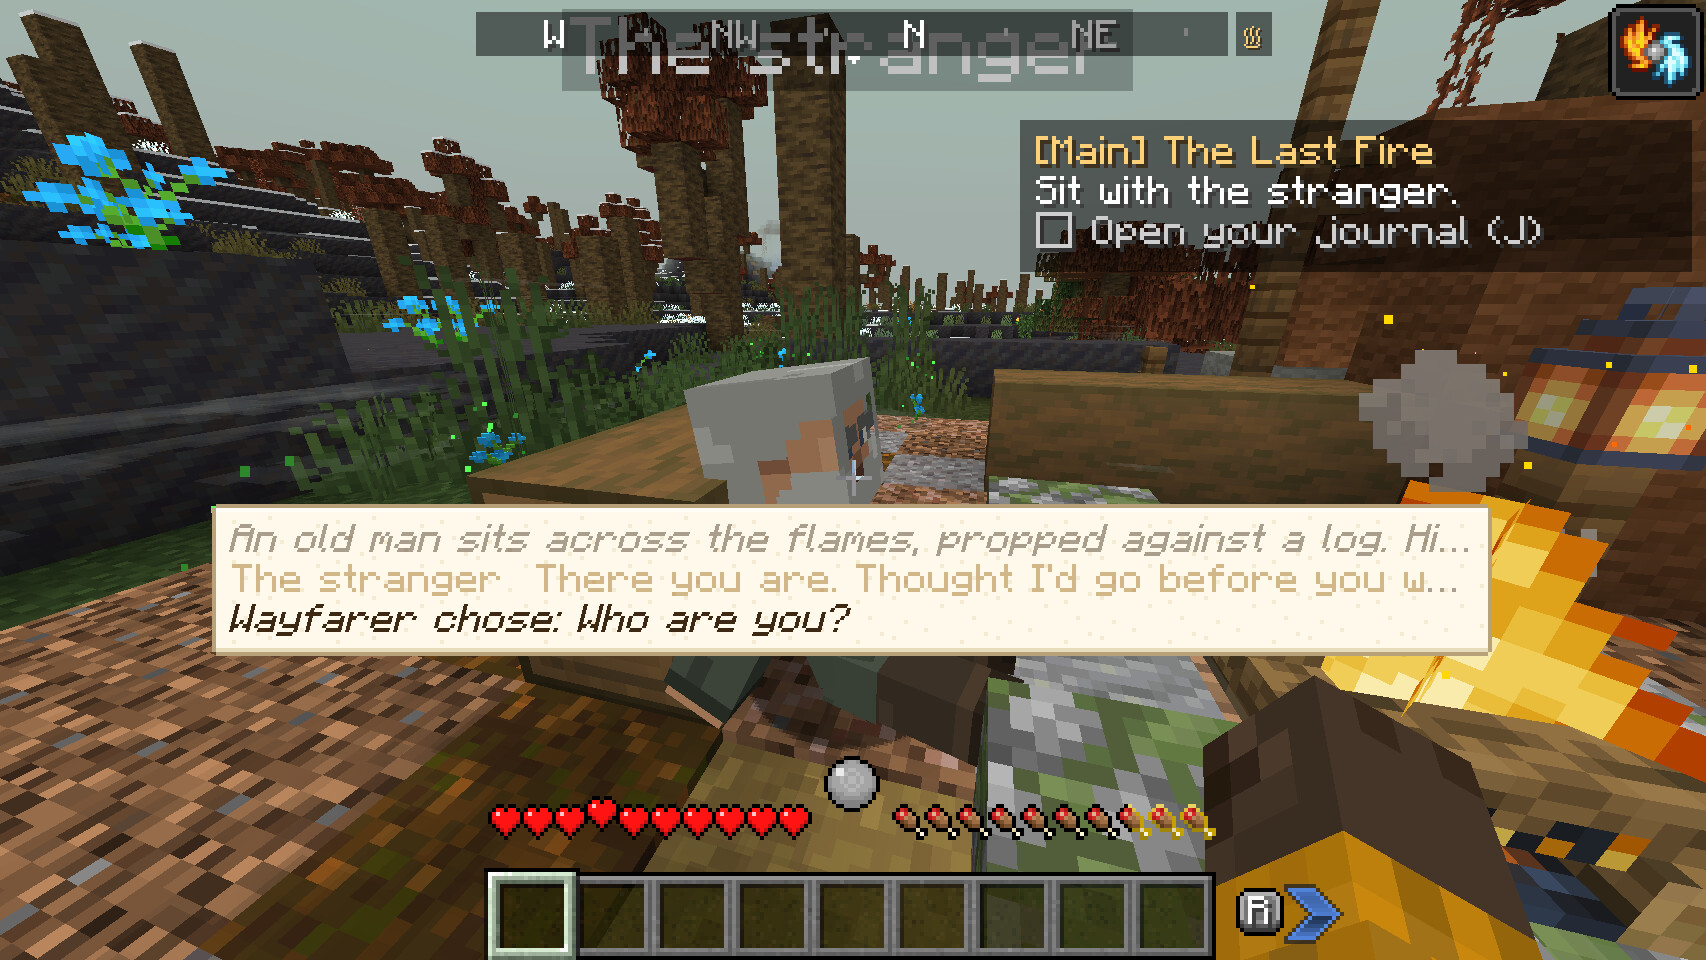 W NW N NE
The stranger
[Main] The Last Fire
Sit with the stranger.
Open your journal (J)
An old man sits across the flames, propped against a log. Hi...
The stranger There you are. Thought I'd go before you w...
Wayfarer chose: Who are you?
R